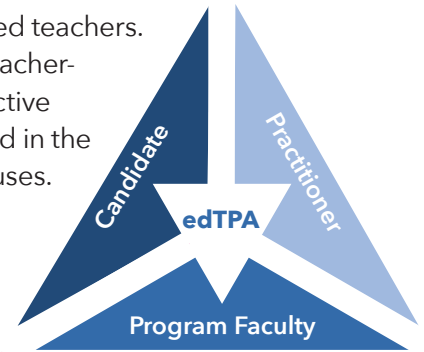 ed teachers.
acher-
ctive
d in the
uses.
Candidate
Practitioner
edTPA
Program Faculty